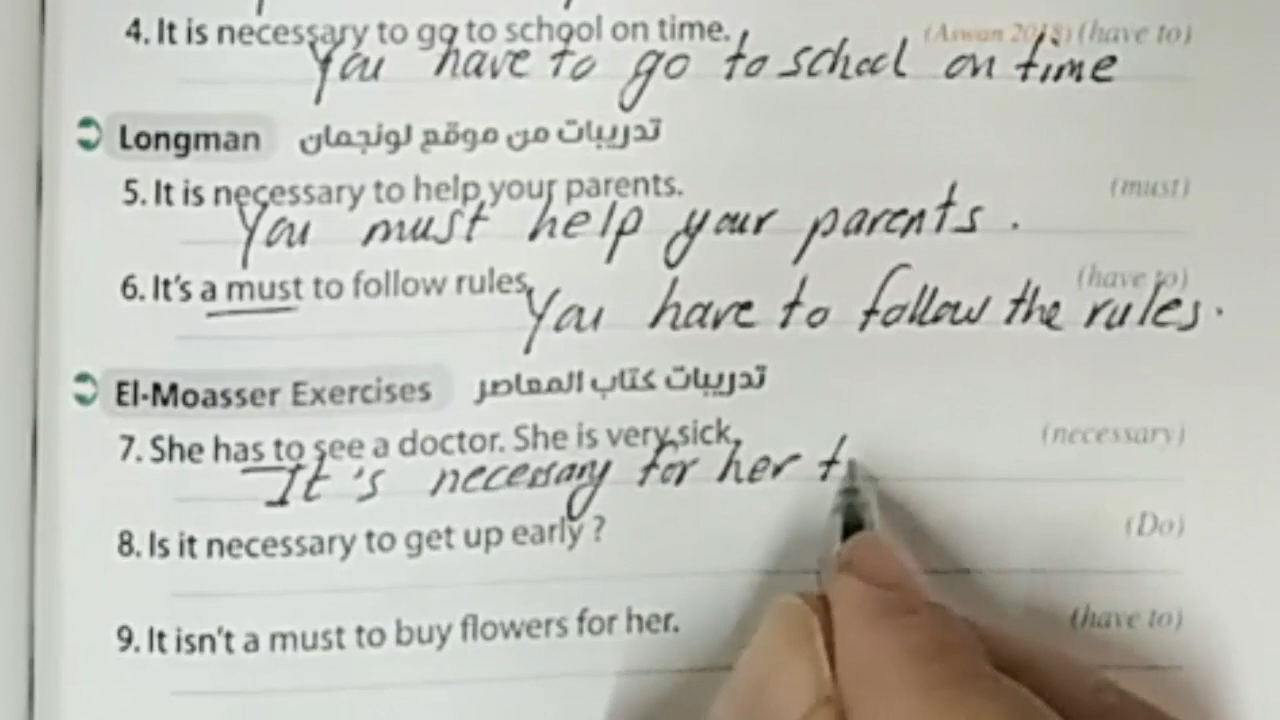 4. It is necessary to go to school on time. (Aswan 2018) (have to)
You have to go to school on time
Longman تدريبات من موقع لونجمان
5. It is necessary to help your parents. (must)
You must help your parents.
6. It's a must to follow rules. (have to)
You have to follow the rules.
El-Moasser Exercises تدريبات كتاب المعاصر
7. She has to see a doctor. She is very sick. (necessary)
It's necessary for her t
8. Is it necessary to get up early ? (Do)
9. It isn't a must to buy flowers for her. (have to)